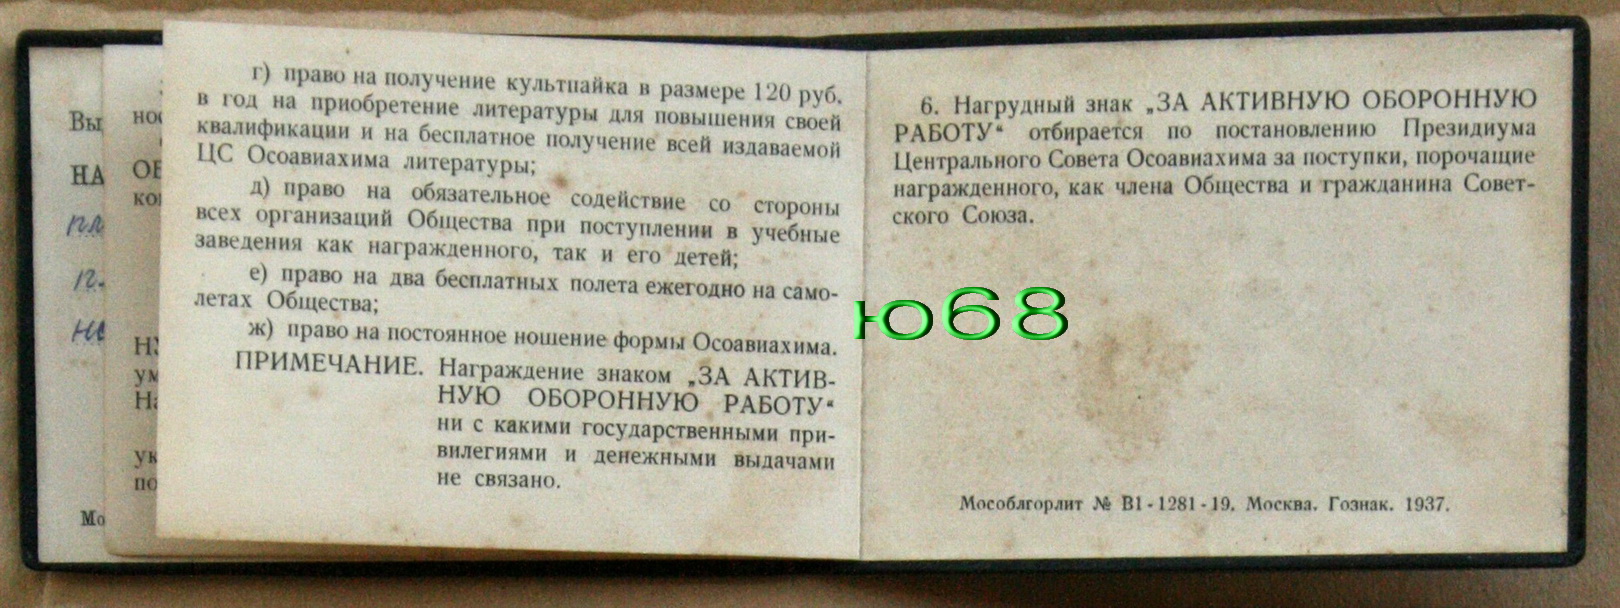 г) право на получение культпайка в размере 120 руб.
в год на приобретение литературы для повышения своей
квалификации и на бесплатное получение всей издаваемой
ЦС Осоавиахима литературы;
д) право на обязательное содействие со стороны
всех организаций Общества при поступлении в учебные
заведения как награжденного, так и его детей;
е) право на два бесплатных полета ежегодно на само-
летах Общества;
ж) право на постоянное ношение формы Осоавиахима.
ПРИМЕЧАНИЕ. Награждение знаком „ЗА АКТИВ-
НУЮ ОБОРОННУЮ РАБОТУ“
ни с какими государственными при-
вилегиями и денежными выдачами
не связано.
6. Нагрудный знак „ЗА АКТИВНУЮ ОБОРОННУЮ
РАБОТУ“ отбирается по постановлению Президиума
Центрального Совета Осоавиахима за поступки, порочащие
награжденного, как члена Общества и гражданина Совет-
ского Союза.
Мособлгорлит № В1-1281-19. Москва. Гознак. 1937.
ю68